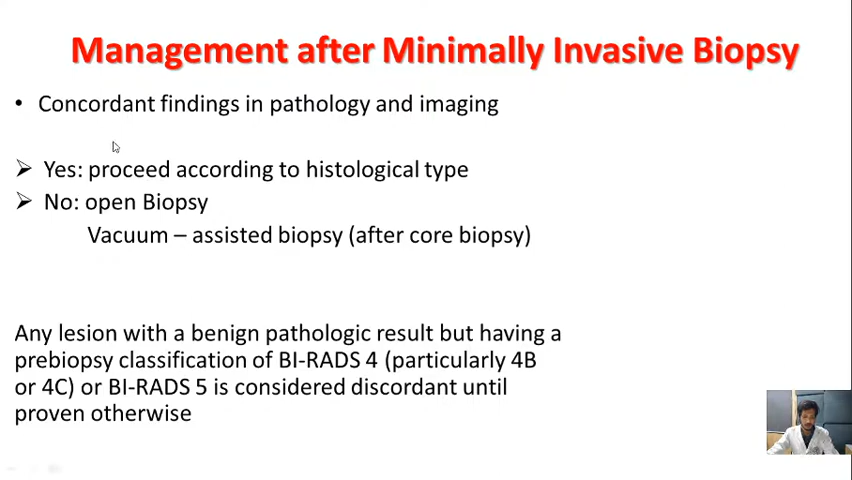 Management after Minimally Invasive Biopsy
• Concordant findings in pathology and imaging
➢ Yes: proceed according to histological type
➢ No: open Biopsy
Vacuum – assisted biopsy (after core biopsy)
Any lesion with a benign pathologic result but having a
prebiopsy classification of BI-RADS 4 (particularly 4B
or 4C) or BI-RADS 5 is considered discordant until
proven otherwise